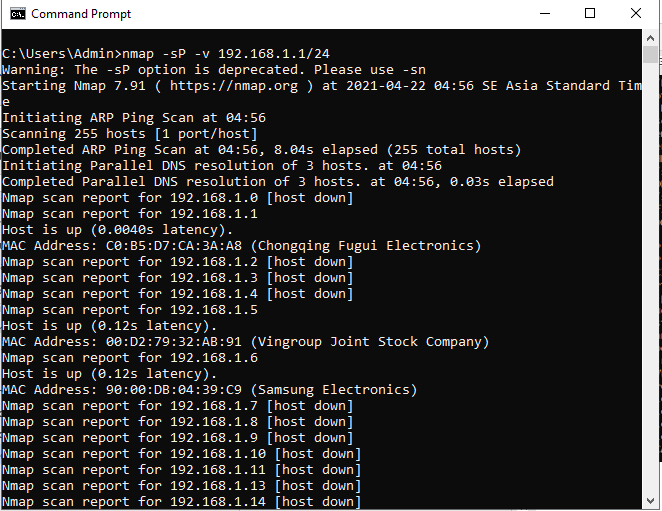 Command Prompt
C:\Users\Admin>nmap -sP -v 192.168.1.1/24
Warning: The -sP option is deprecated. Please use -sn
Starting Nmap 7.91 ( https://nmap.org ) at 2021-04-22 04:56 SE Asia Standard Tim
e
Initiating ARP Ping Scan at 04:56
Scanning 255 hosts [1 port/host]
Completed ARP Ping Scan at 04:56, 8.04s elapsed (255 total hosts)
Initiating Parallel DNS resolution of 3 hosts. at 04:56
Completed Parallel DNS resolution of 3 hosts. at 04:56, 0.03s elapsed
Nmap scan report for 192.168.1.0 [host down]
Nmap scan report for 192.168.1.1
Host is up (0.0040s latency).
MAC Address: C0:B5:D7:CA:3A:A8 (Chongqing Fugui Electronics)
Nmap scan report for 192.168.1.2 [host down]
Nmap scan report for 192.168.1.3 [host down]
Nmap scan report for 192.168.1.4 [host down]
Nmap scan report for 192.168.1.5
Host is up (0.12s latency).
MAC Address: 00:D2:79:32:AB:91 (Vingroup Joint Stock Company)
Nmap scan report for 192.168.1.6
Host is up (0.12s latency).
MAC Address: 90:00:DB:04:39:C9 (Samsung Electronics)
Nmap scan report for 192.168.1.7 [host down]
Nmap scan report for 192.168.1.8 [host down]
Nmap scan report for 192.168.1.9 [host down]
Nmap scan report for 192.168.1.10 [host down]
Nmap scan report for 192.168.1.11 [host down]
Nmap scan report for 192.168.1.13 [host down]
Nmap scan report for 192.168.1.14 [host down]